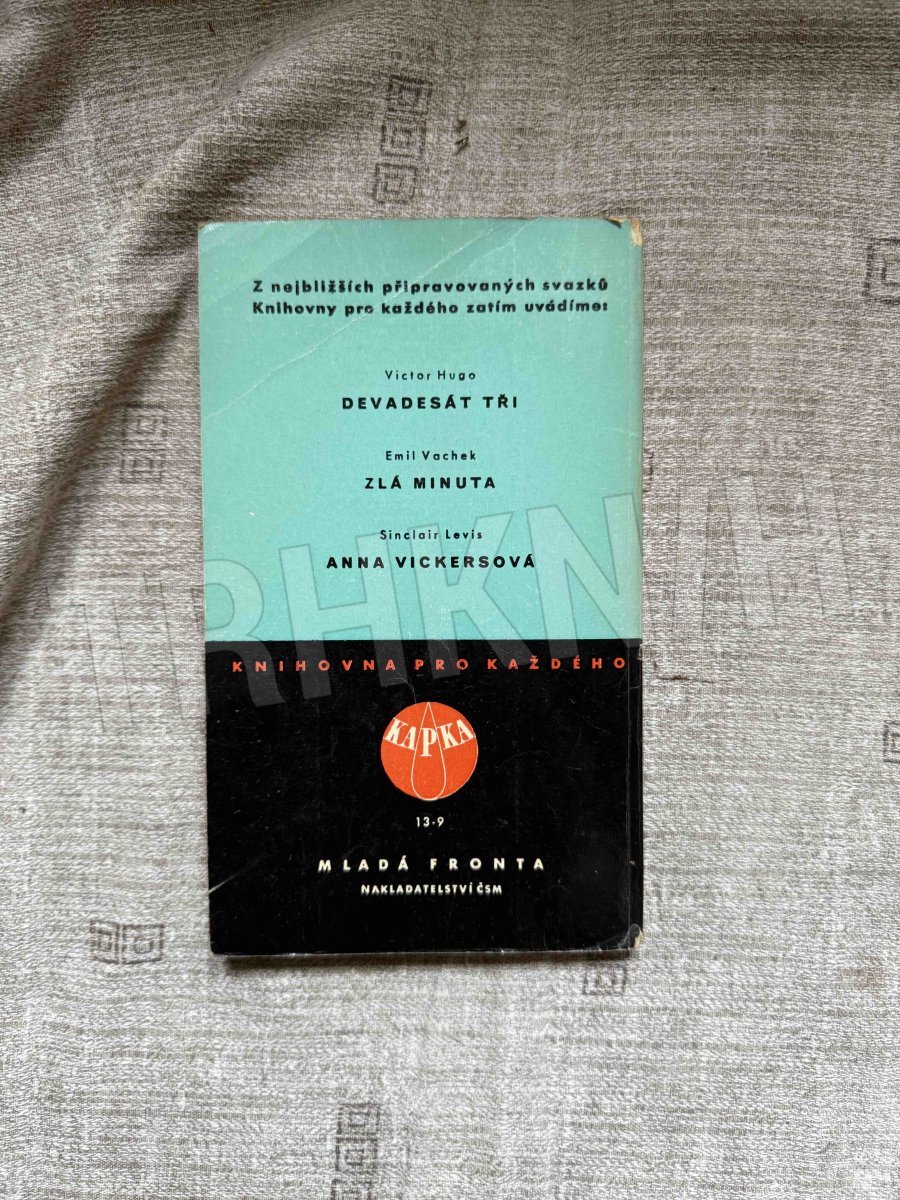 Z nejbližších připravovaných svazků
Knihovny pro každého zatím uvádíme:
Victor Hugo
DEVADESÁT TŘI
Emil Vachek
ZLÁ MINUTA
Sinclair Levis
ANNA VICKERSOVÁ
KNIHOVNA PRO KAŽDÉHO
KAPKA
13-9
MLADÁ FRONTA
NAKLADATELSTVÍ ČSM